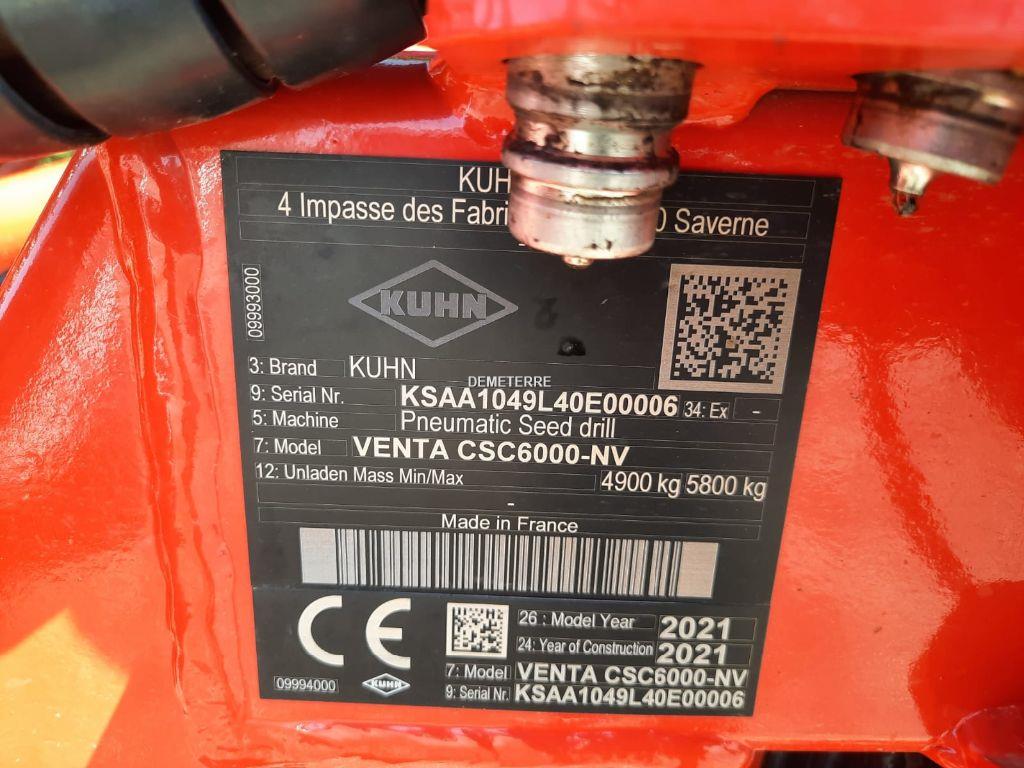 KUH
4 Impasse des Fabri 0 Saverne
09993000
KUHN
3: Brand KUHN
DEMETERRE
9: Serial Nr. KSAA1049L40E00006 34: Ex -
5: Machine Pneumatic Seed drill
7: Model VENTA CSC6000-NV
12: Unladen Mass Min/Max 4900 kg 5800 kg
-
Made in France
CE
26 : Model Year 2021
24: Year of Construction 2021
7: Model VENTA CSC6000-NV
09994000 KUHN 9: Serial Nr. KSAA1049L40E00006